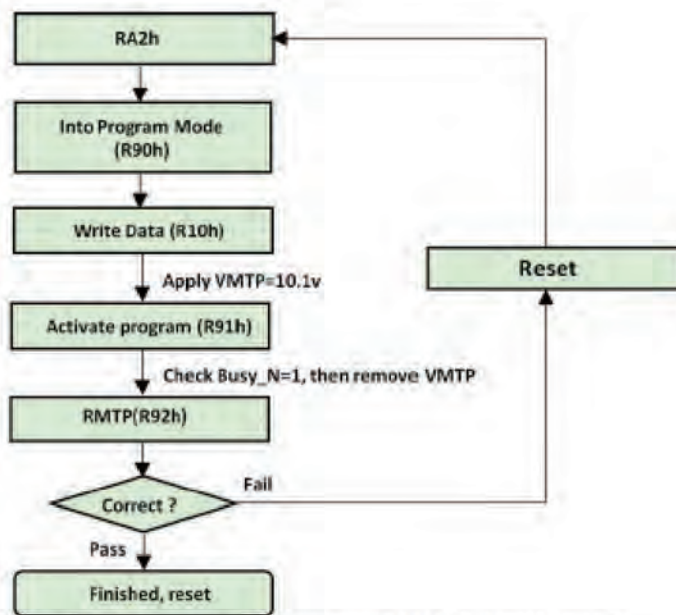 RA2h
Into Program Mode
(R90h)
Write Data (R10h)
Apply VMTP=10.1v
Activate program (R91h)
Check Busy_N=1, then remove VMTP
RMTP(R92h)
Correct ?
Fail
Pass
Finished, reset
Reset